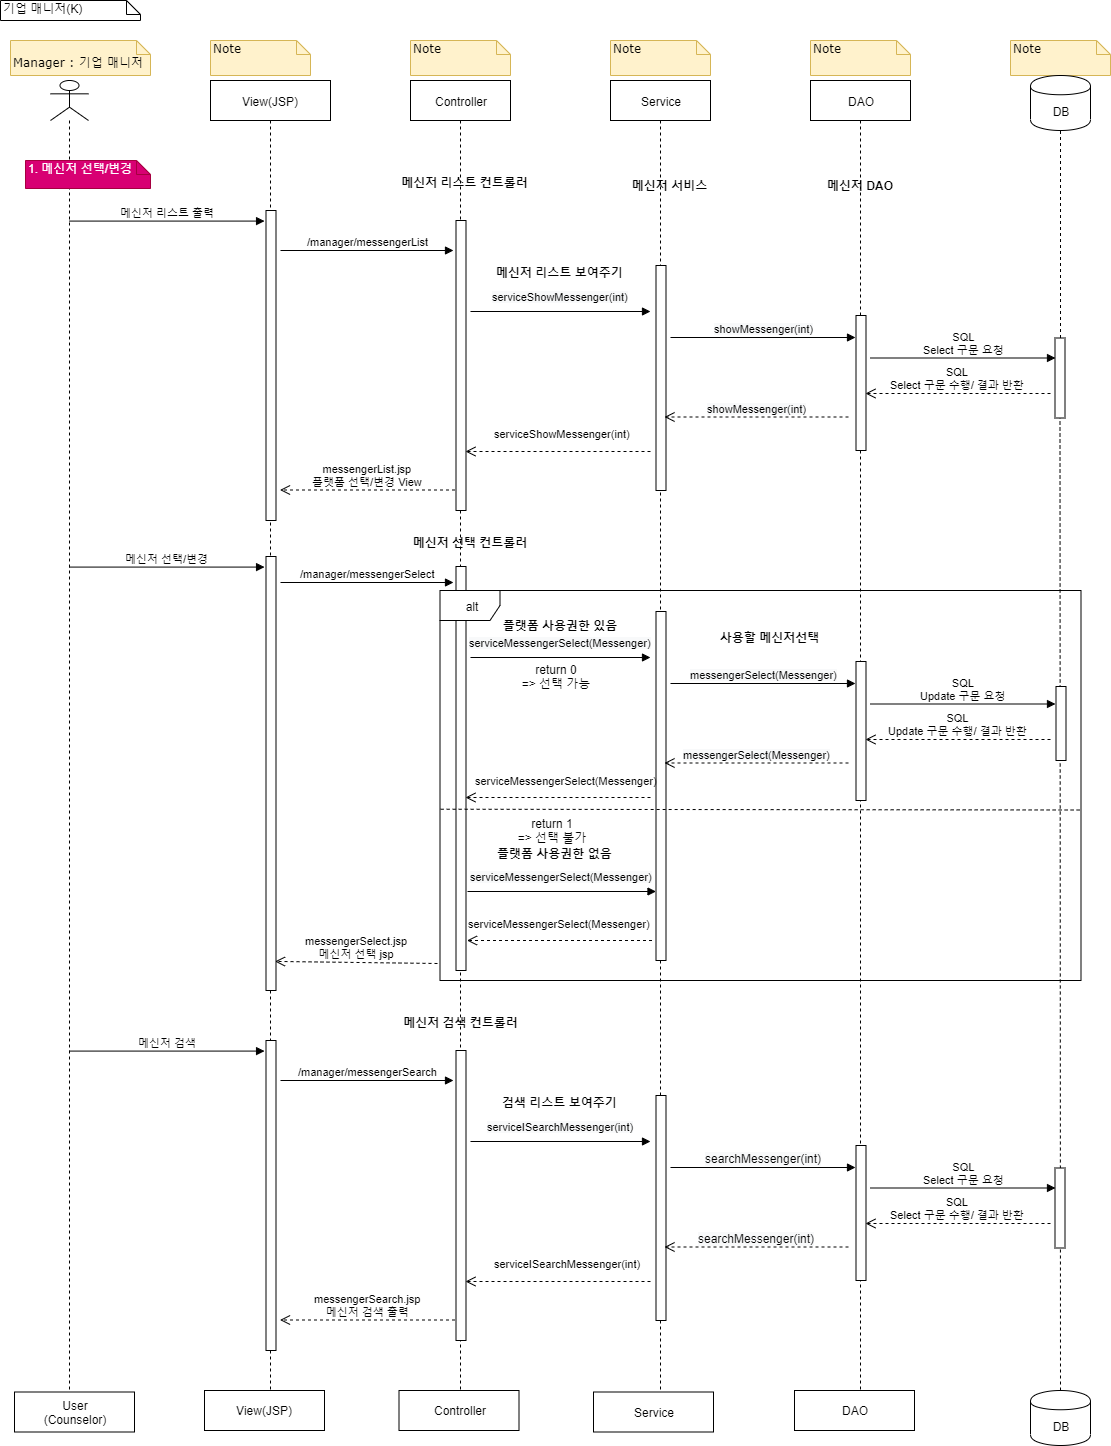 기업 매니저(K)
Note
Note
Note
Note
Note
Manager : 기업 매니저
View(JSP)
Controller
Service
DAO
DB
1. 메신저 선택/변경
메신저 리스트 컨트롤러
메신저 서비스
메신저 DAO
메신저 리스트 출력
/manager/messengerList
메신저 리스트 보여주기
serviceShowMessenger(int)
showMessenger(int)
SQL
Select 구문 요청
SQL
Select 구문 수행/ 결과 반환
showMessenger(int)
serviceShowMessenger(int)
messengerList.jsp
플랫폼 선택/변경 View
메신저 선택 컨트롤러
메신저 선택/변경
/manager/messengerSelect
alt
플랫폼 사용권한 있음
사용할 메신저선택
serviceMessengerSelect(Messenger)
return 0
=> 선택 가능
messengerSelect(Messenger)
SQL
Update 구문 요청
SQL
Update 구문 수행/ 결과 반환
messengerSelect(Messenger)
serviceMessengerSelect(Messenger)
return 1
=> 선택 불가
플랫폼 사용권한 없음
serviceMessengerSelect(Messenger)
serviceMessengerSelect(Messenger)
messengerSelect.jsp
메신저 선택 jsp
메신저 검색 컨트롤러
메신저 검색
/manager/messengerSearch
검색 리스트 보여주기
servicelSearchMessenger(int)
searchMessenger(int)
SQL
Select 구문 요청
SQL
Select 구문 수행/ 결과 반환
searchMessenger(int)
servicelSearchMessenger(int)
messengerSearch.jsp
메신저 검색 출력
User
(Counselor)
View(JSP)
Controller
Service
DAO
DB